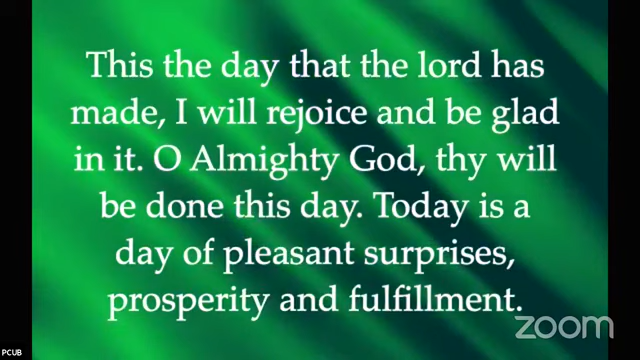 This the day that the lord has
made, I will rejoice and be glad
in it. O Almighty God, thy will
be done this day. Today is a
day of pleasant surprises,
prosperity and fulfillment.
zoom
PCUB